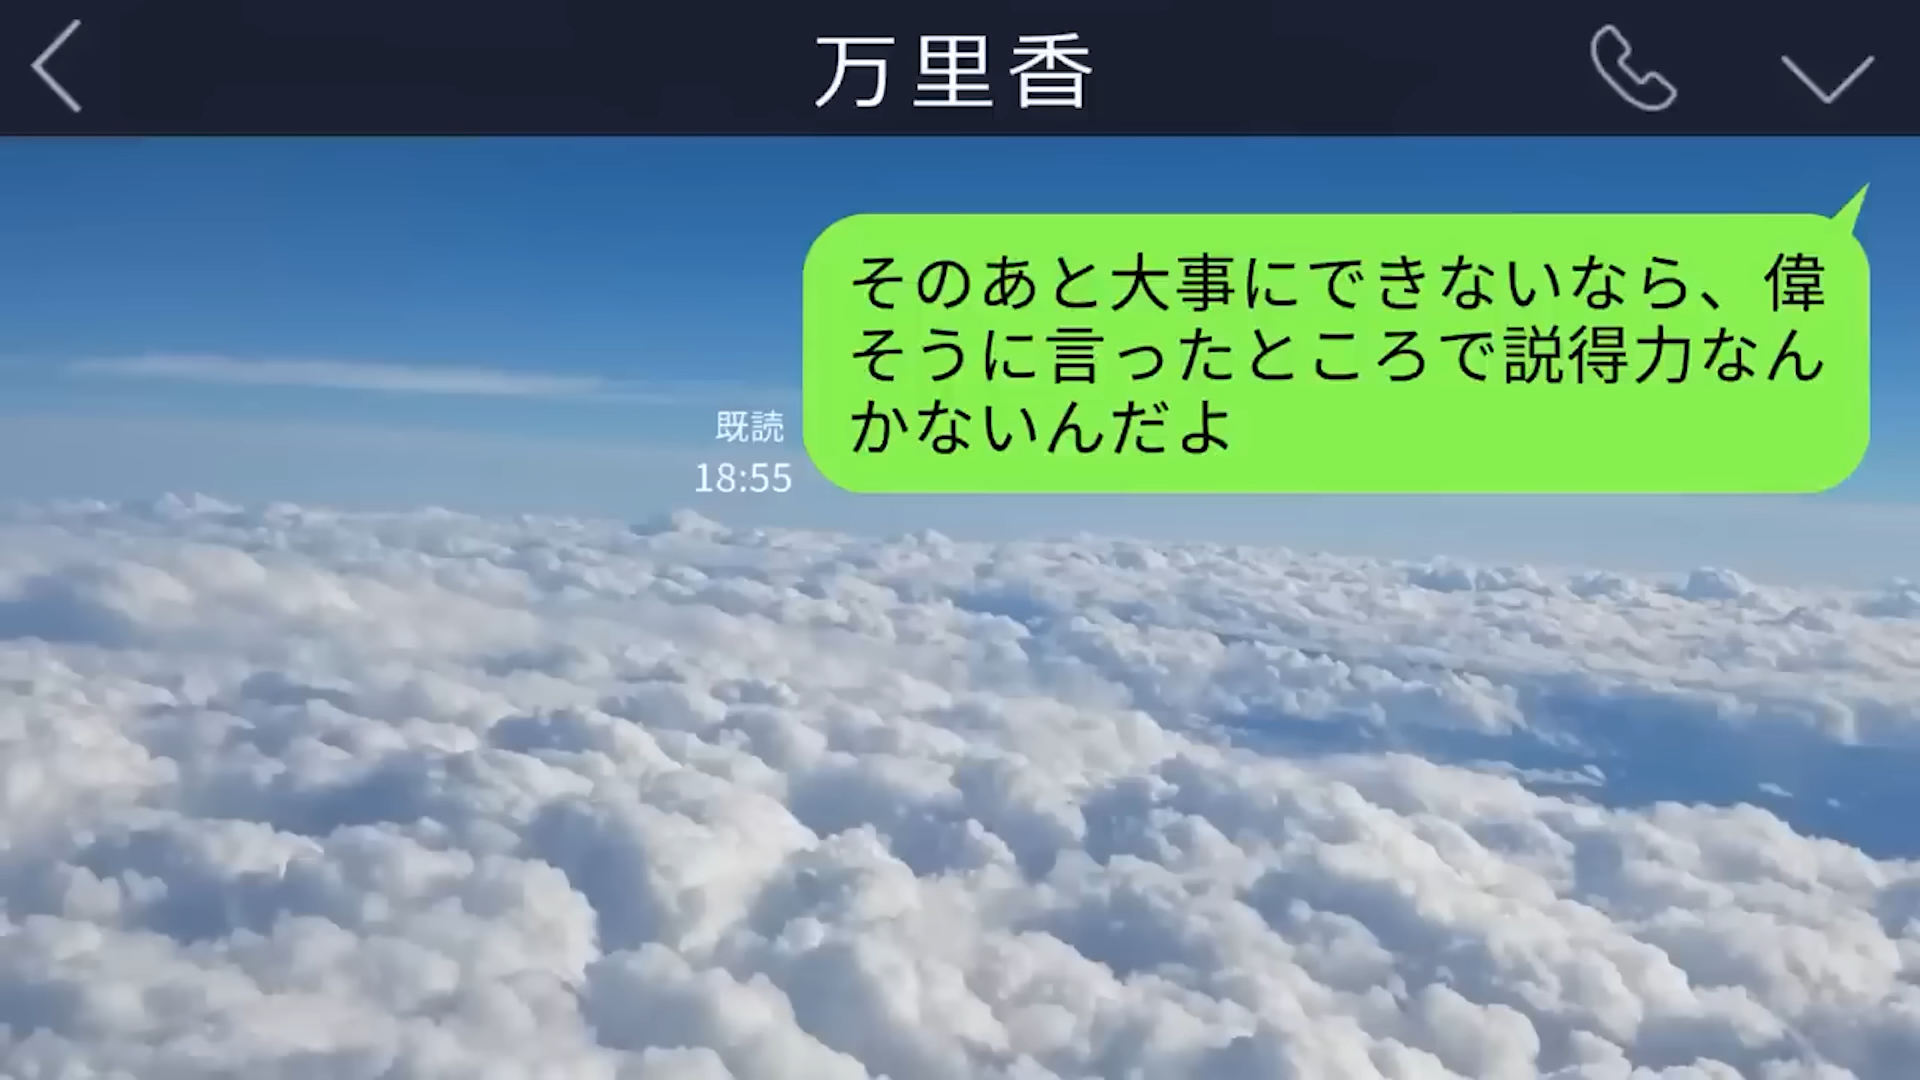 万里香
そのあと大事にできないなら、偉
そうに言ったところで説得力なん
かないんだよ
既読
18:55